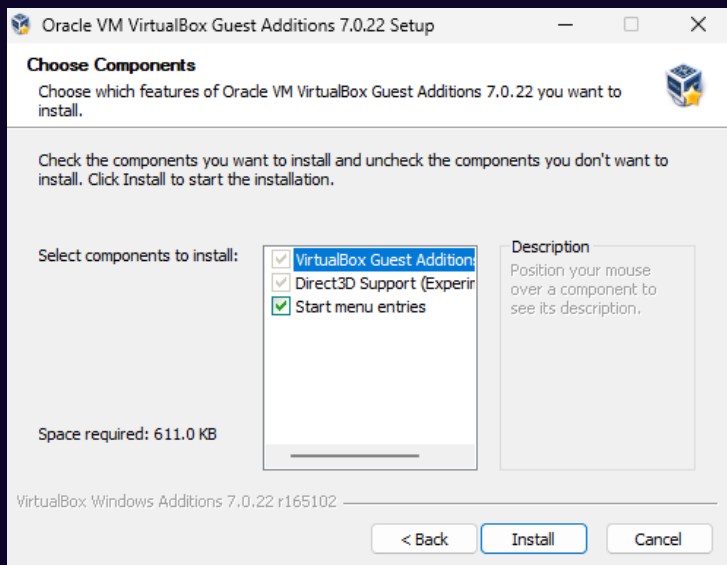 Oracle VM VirtualBox Guest Additions 7.0.22 Setup
Choose Components
Choose which features of Oracle VM VirtualBox Guest Additions 7.0.22 you want to
install.
Check the components you want to install and uncheck the components you don't want to
install. Click Install to start the installation.
Select components to install:
VirtualBox Guest Additions
Direct3D Support (Experim
Start menu entries
Description
Position your mouse
over a component to
see its description.
Space required: 611.0 KB
VirtualBox Windows Additions 7.0.22 r165102
< Back
Install
Cancel